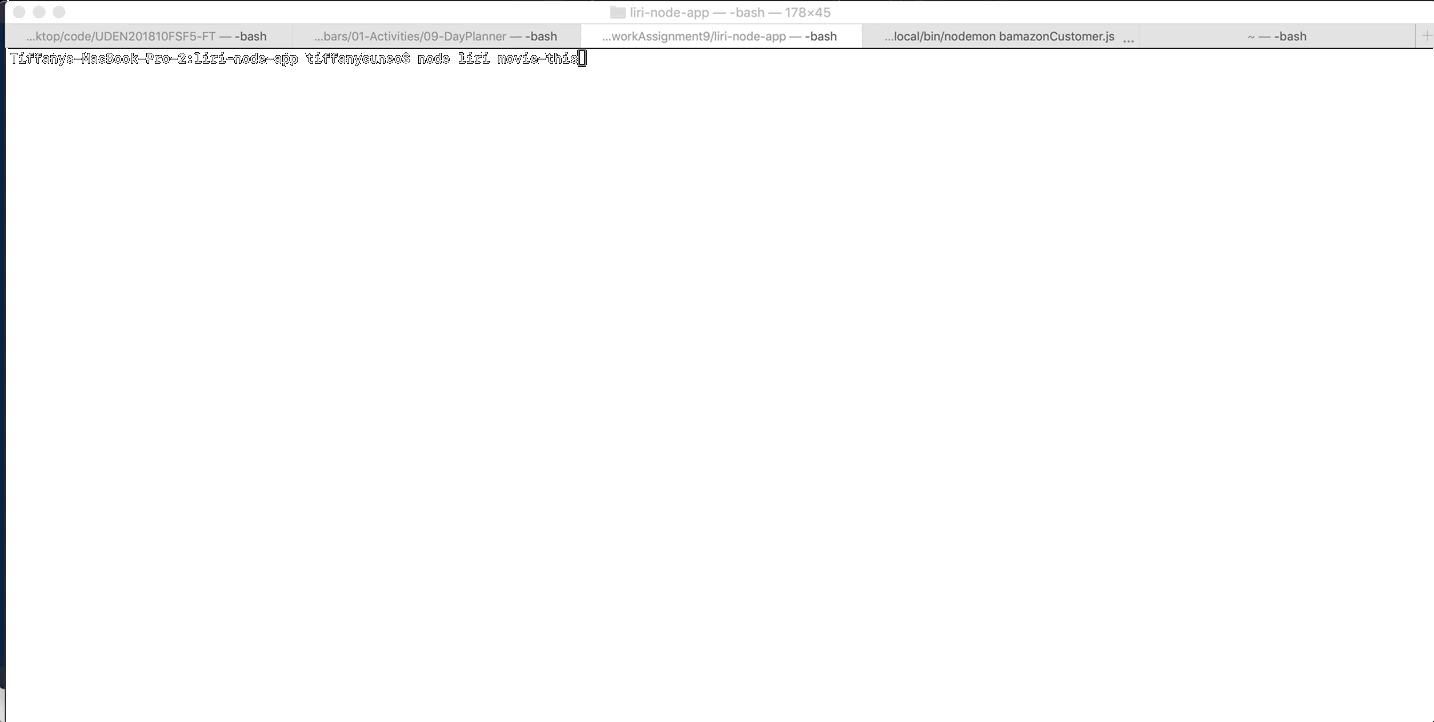 liri-node-app — -bash — 178×45
...ktop/code/UDEN201810FSF5-FT — -bash
...bars/01-Activities/09-DayPlanner — -bash
...workAssignment9/liri-node-app — -bash
...local/bin/nodemon bamazonCustomer.js ...
~ — -bash
Tiffanys-MacBook-Pro-2:liri-node-app tiffanycuneo$ node liri movie-this